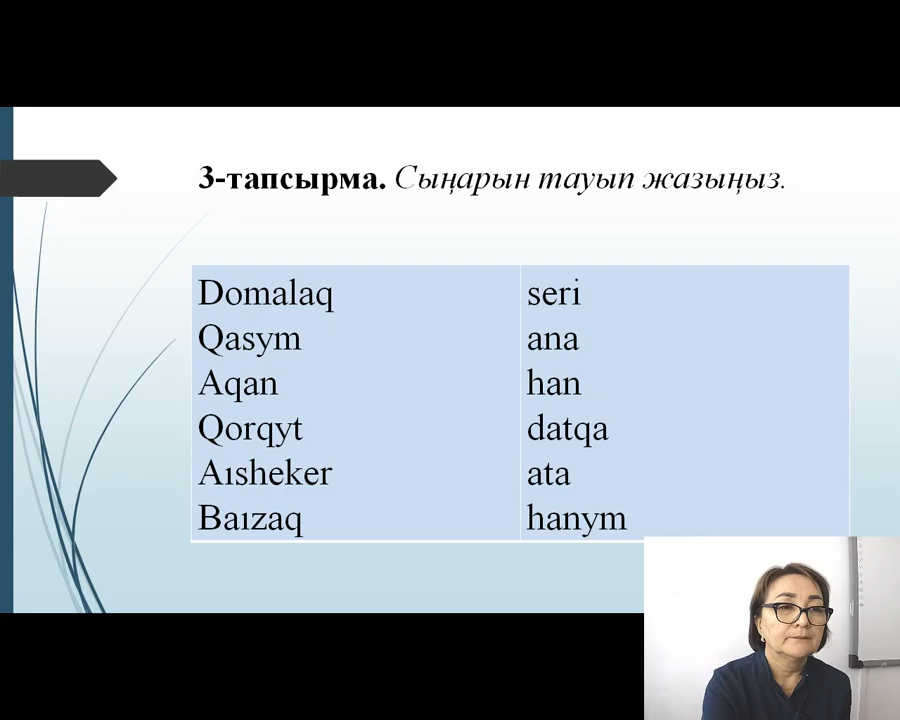 3-тапсырма. Сыңарын тауып жазыңыз.
Domalaq seri
Qasym ana
Aqan han
Qorqyt datqa
Aısheker ata
Baızaq hanym